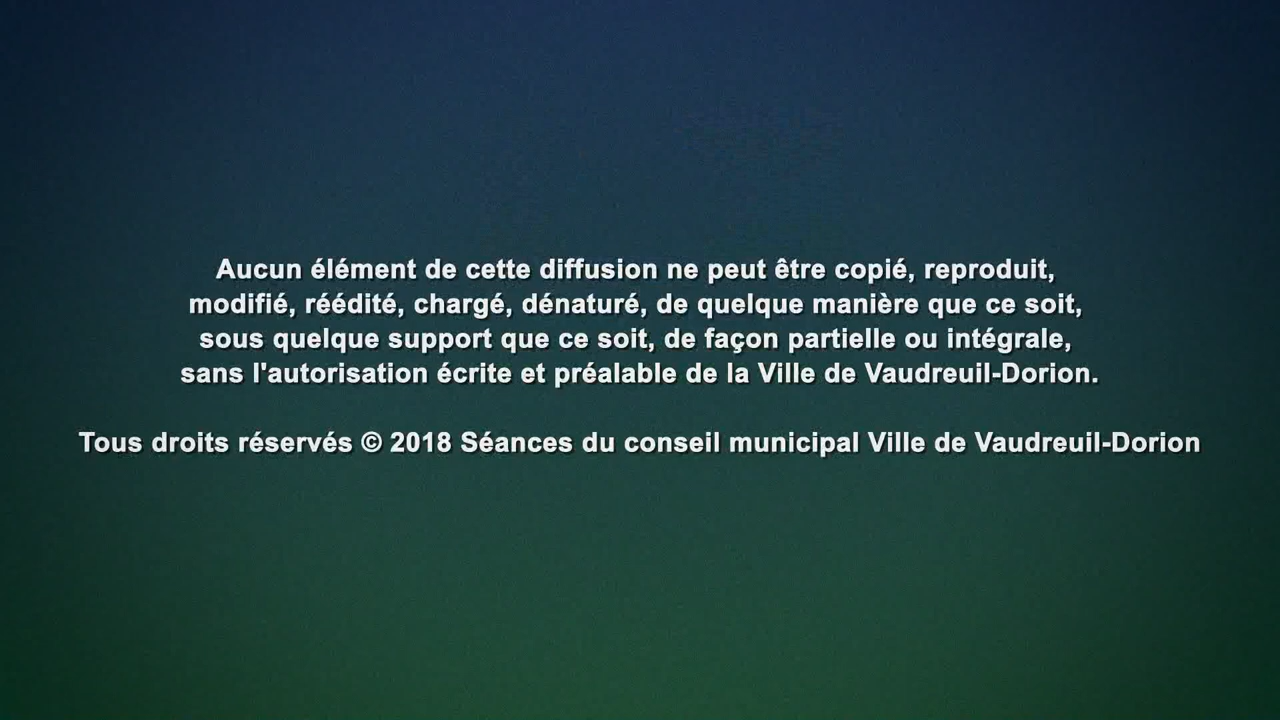 Aucun élément de cette diffusion ne peut être copié, reproduit,
modifié, réédité, chargé, dénaturé, de quelque manière que ce soit,
sous quelque support que ce soit, de façon partielle ou intégrale,
sans l'autorisation écrite et préalable de la Ville de Vaudreuil-Dorion.
Tous droits réservés © 2018 Séances du conseil municipal Ville de Vaudreuil-Dorion